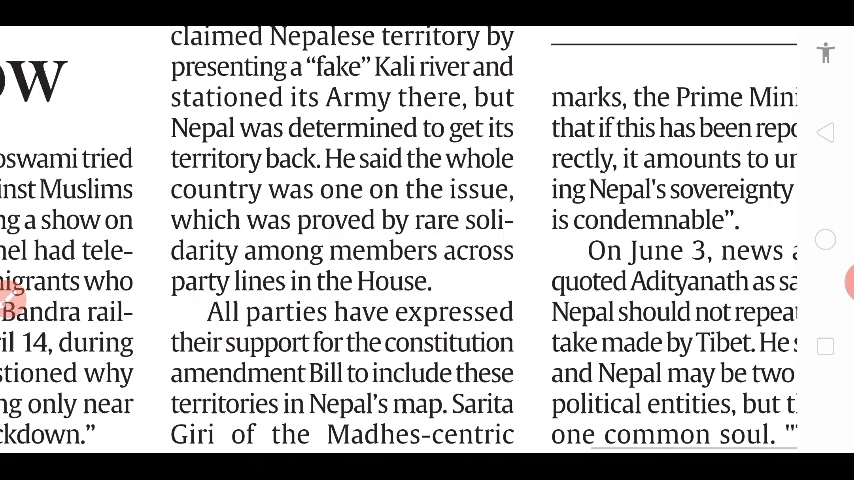 ow
oswami tried
inst Muslims
ng a show on
nel had tele-
nigrants who
Bandra rail-
il 14, during
stioned why
ng only near
ckdown.”
claimed Nepalese territory by
presenting a “fake” Kali river and
stationed its Army there, but
Nepal was determined to get its
territory back. He said the whole
country was one on the issue,
which was proved by rare soli-
darity among members across
party lines in the House.
All parties have expressed
their support for the constitution
amendment Bill to include these
territories in Nepal’s map. Sarita
Giri of the Madhes-centric
marks, the Prime Mini
that if this has been repo
rectly, it amounts to un
ing Nepal's sovereignty
is condemnable”.
On June 3, news a
quoted Adityanath as sa
Nepal should not repeat
take made by Tibet. He s
and Nepal may be two
political entities, but t
one common soul. "